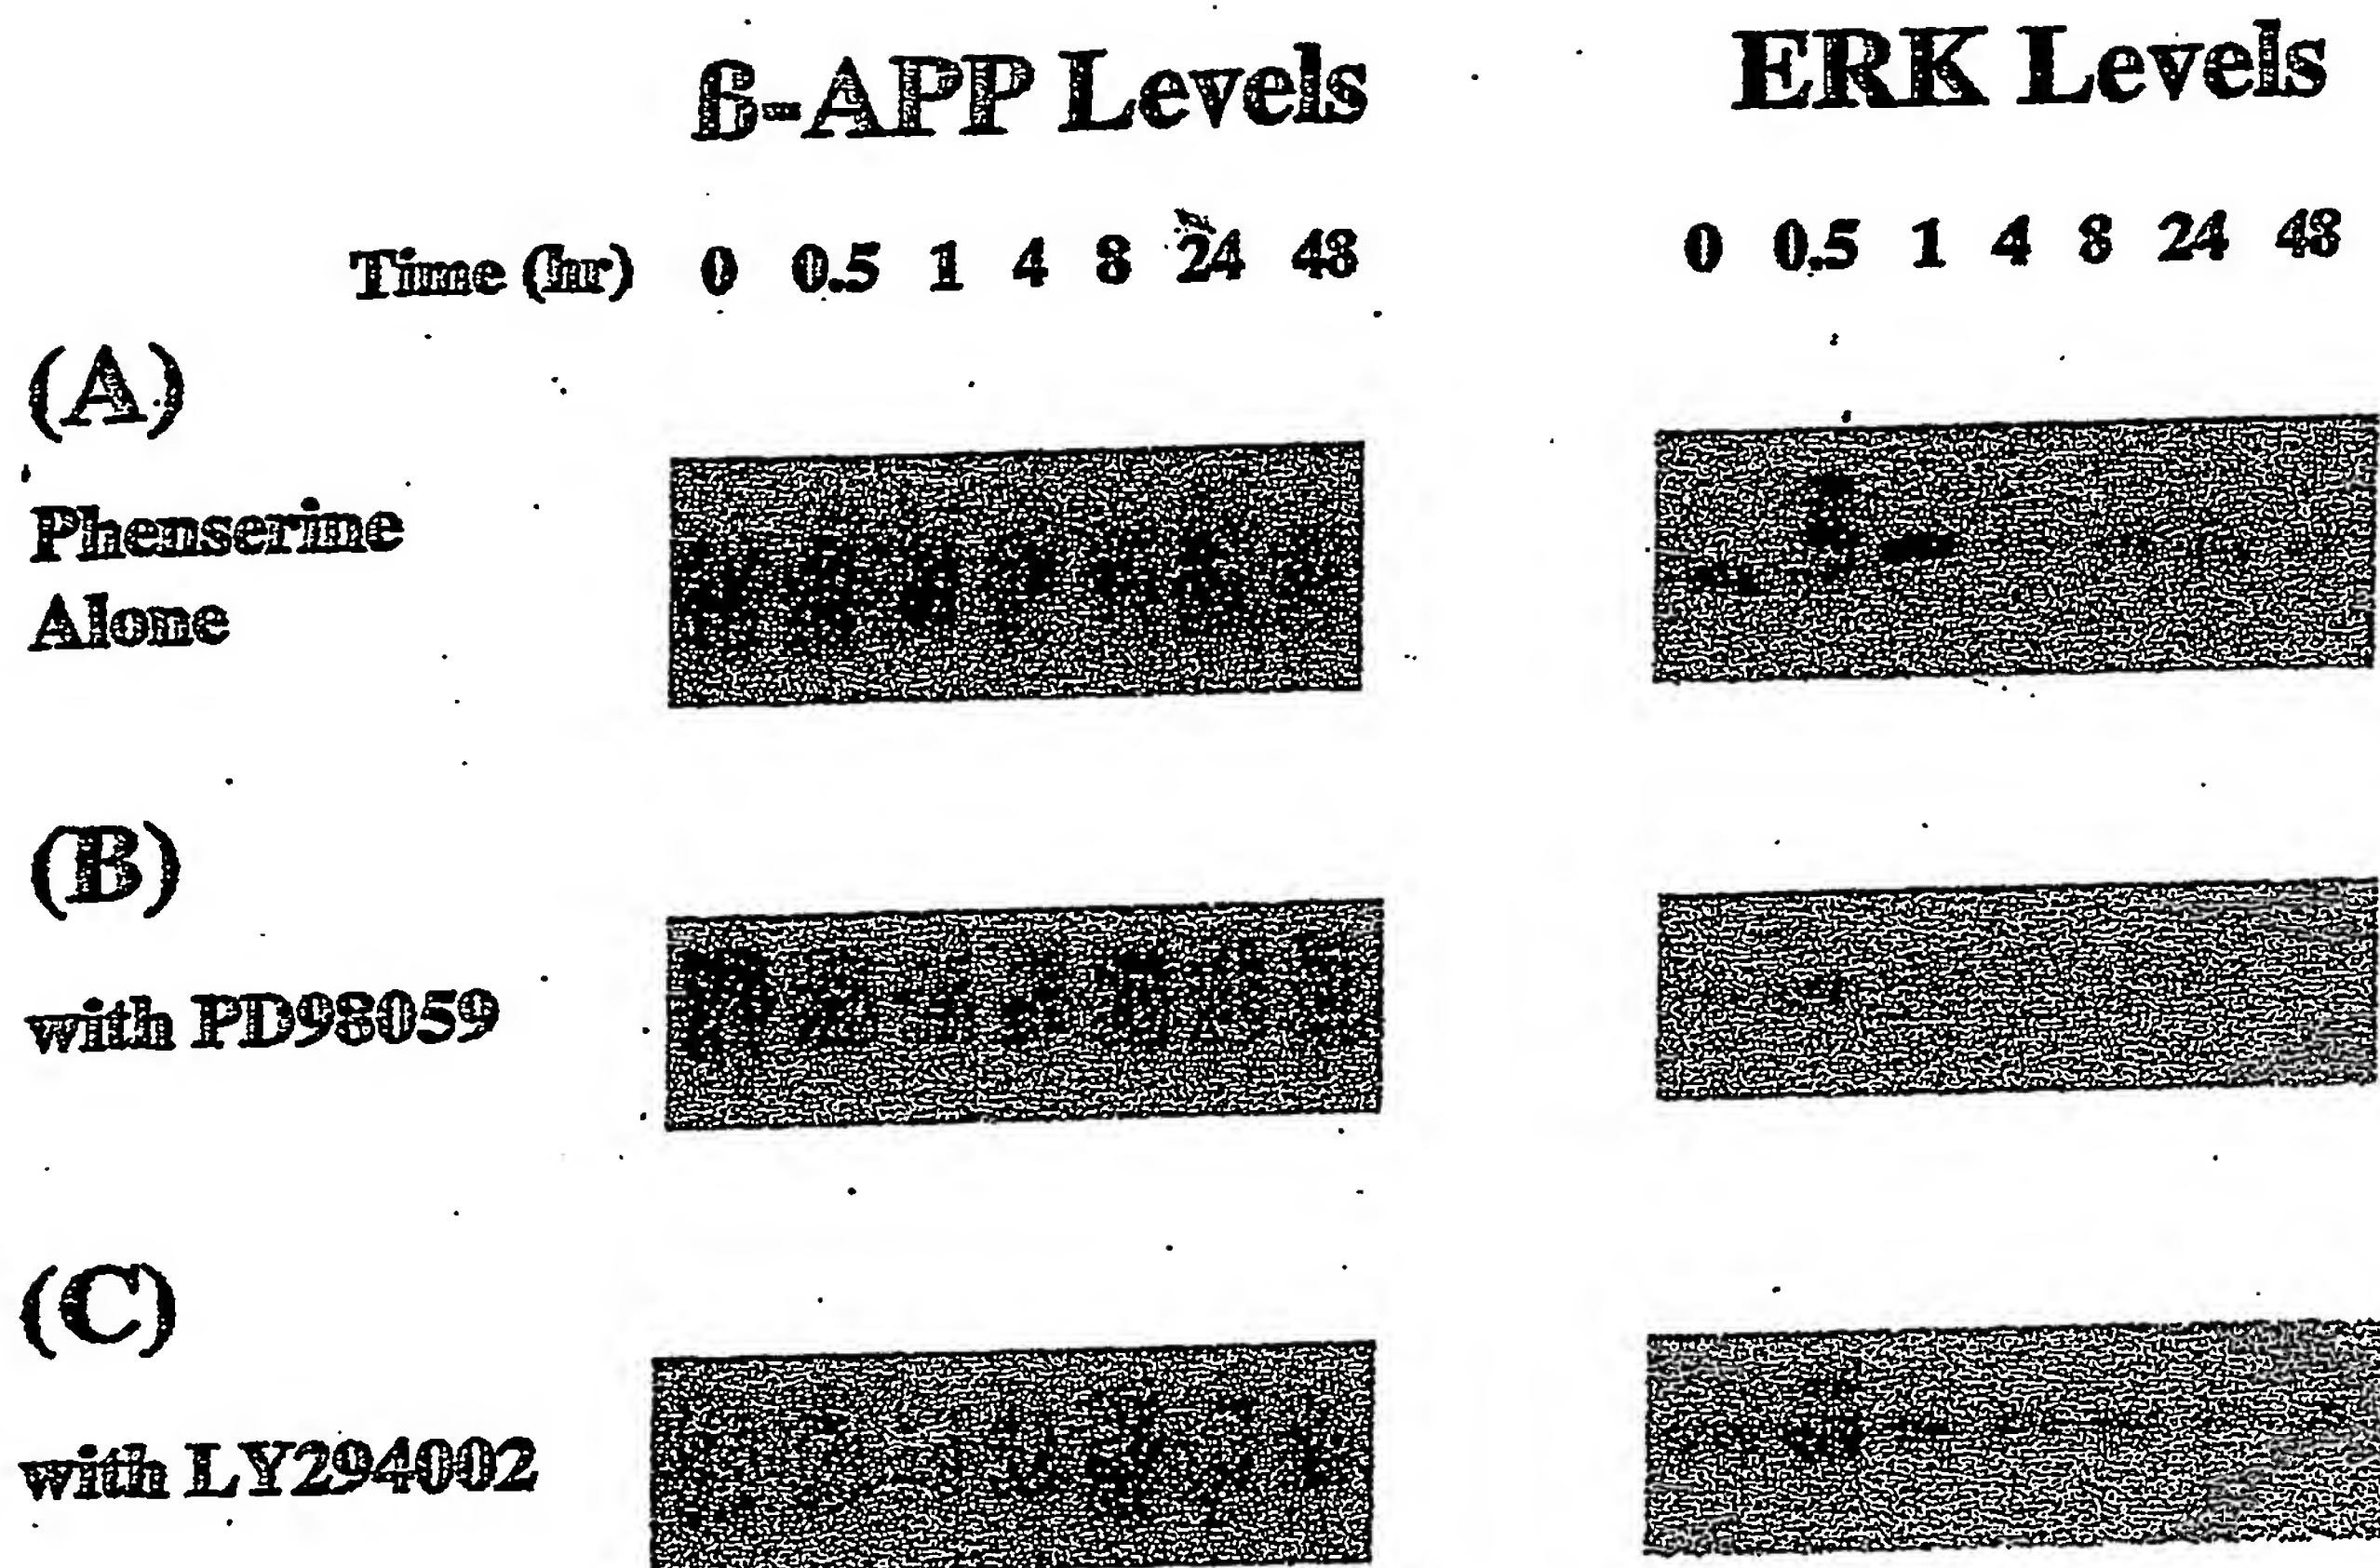 ß-APP Levels
ERK Levels
Time (hr) 0 0.5 1 4 8 24 48
0 0.5 1 4 8 24 48
(A)
Phenserine
Alone
(B)
with PD98059
(C)
with LY294002